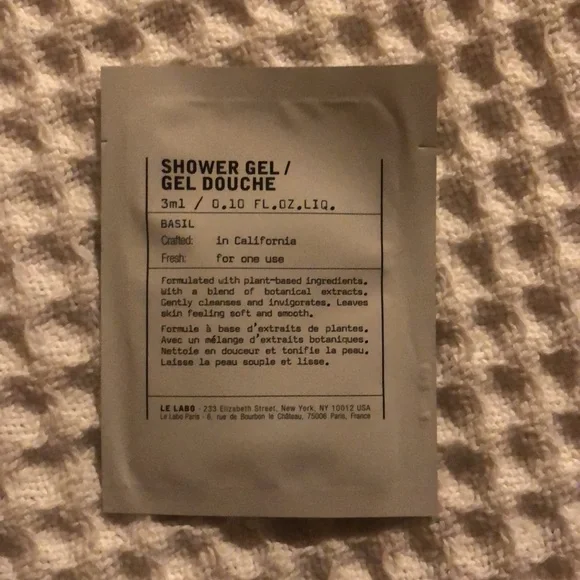 SHOWER GEL /
GEL DOUCHE
3ml / 0.10 FL.OZ.LIQ.
BASIL
Crafted: in California
Fresh: for one use
Formulated with plant-based ingredients.
With a blend of botanical extracts.
Gently cleanses and invigorates. Leaves
skin feeling soft and smooth.
Formule à base d'extraits de plantes.
Avec un mélange d'extraits botaniques.
Nettoie en douceur et tonifie la peau.
Laisse la peau souple et lisse.
LE LABO - 233 Elizabeth Street, New York, NY 10012 USA
Le Labo Paris - 6, rue de Bourbon le Château, 75006 Paris, France